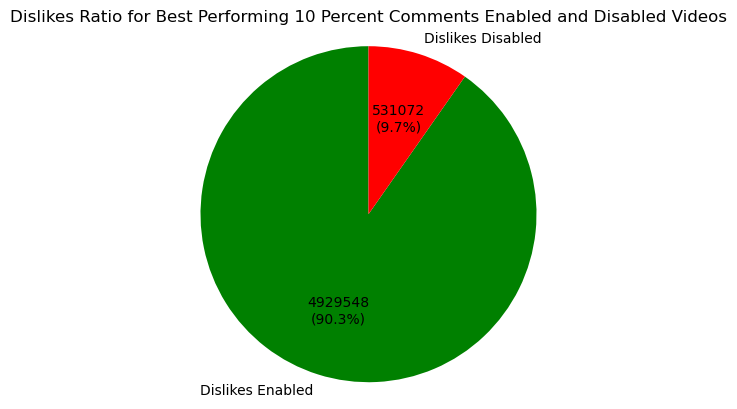 Dislikes Ratio for Best Performing 10 Percent Comments Enabled and Disabled Videos
Dislikes Disabled
531072
(9.7%)
4929548
(90.3%)
Dislikes Enabled